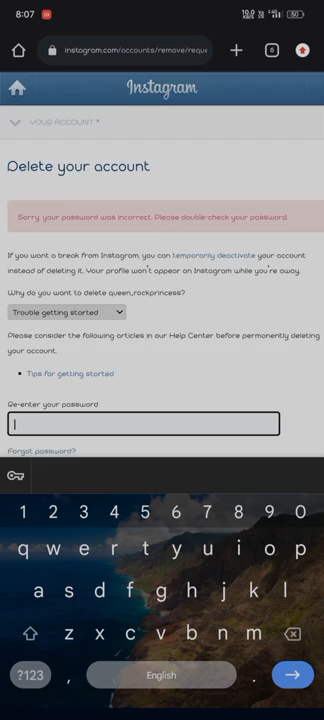 8:07
instagram.com/accounts/remove/reque
6
Instagram
YOUR ACCOUNT
Delete your account
Sorry, your password was incorrect. Please double-check your password.
If you want a break from Instagram, you can temporarily deactivate your account
instead of deleting it. Your profile won't appear on Instagram while you're away.
Why do you want to delete queen_rockprincess?
Trouble getting started
Please consider the following articles in our Help Center before permanently deleting
your account.
Tips for getting started
Re-enter your password
Forgot password?
1 2 3 4 5 6 7 8 9 0
q w e r t y u i o p
a s d f g h j k l
z x c v b n m
?123 , English .